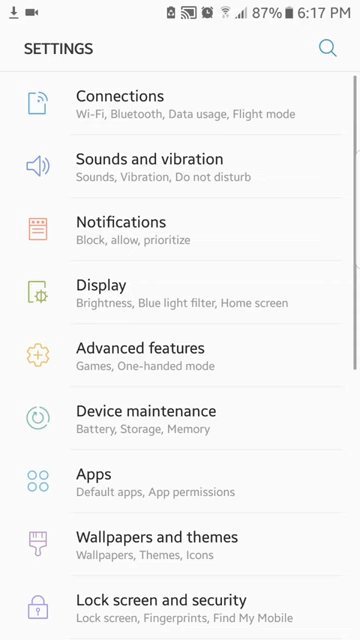 87% 6:17 PM
SETTINGS
Connections
Wi-Fi, Bluetooth, Data usage, Flight mode
Sounds and vibration
Sounds, Vibration, Do not disturb
Notifications
Block, allow, prioritize
Display
Brightness, Blue light filter, Home screen
Advanced features
Games, One-handed mode
Device maintenance
Battery, Storage, Memory
Apps
Default apps, App permissions
Wallpapers and themes
Wallpapers, Themes, Icons
Lock screen and security
Lock screen, Fingerprints, Find My Mobile